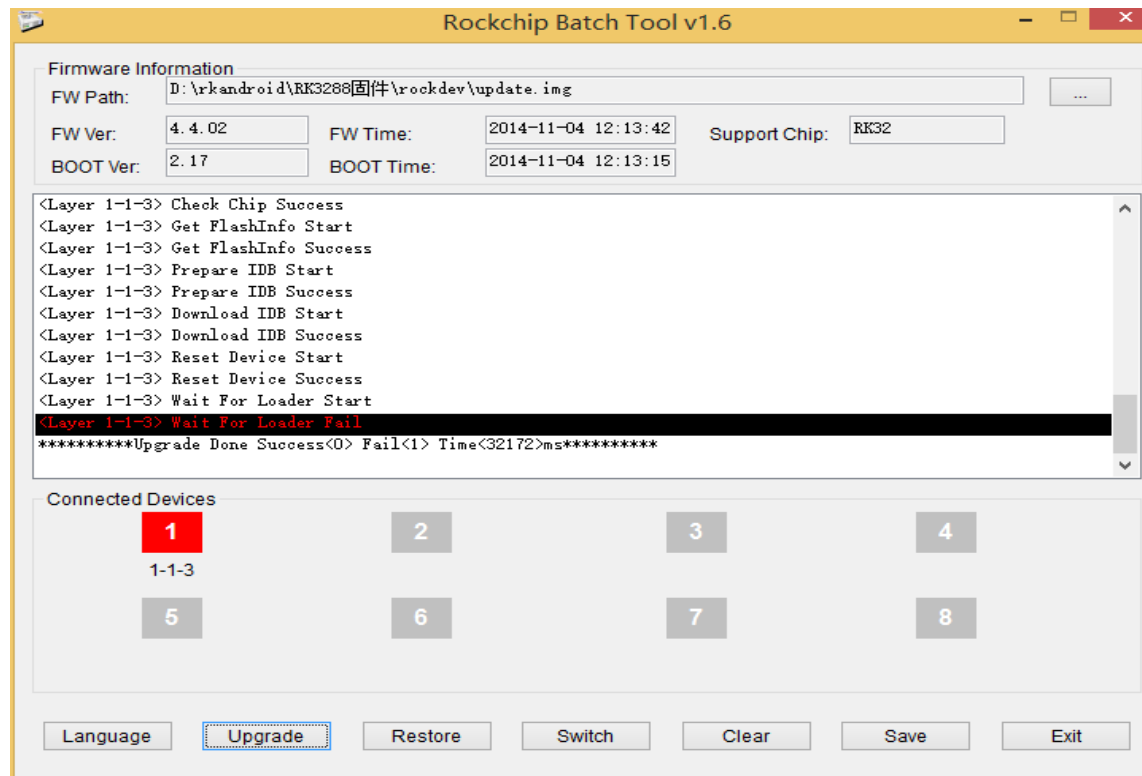 Rockchip Batch Tool v1.6
Firmware Information
FW Path: D:\rkandroid\RK3288固件\rockdev\update.img ...
FW Ver: 4.4.02 FW Time: 2014-11-04 12:13:42 Support Chip: RK32
BOOT Ver: 2.17 BOOT Time: 2014-11-04 12:13:15
<Layer 1-1-3> Check Chip Success
<Layer 1-1-3> Get FlashInfo Start
<Layer 1-1-3> Get FlashInfo Success
<Layer 1-1-3> Prepare IDB Start
<Layer 1-1-3> Prepare IDB Success
<Layer 1-1-3> Download IDB Start
<Layer 1-1-3> Download IDB Success
<Layer 1-1-3> Reset Device Start
<Layer 1-1-3> Reset Device Success
<Layer 1-1-3> Wait For Loader Start
<Layer 1-1-3> Wait For Loader Fail
**********Upgrade Done Success<0> Fail<1> Time<32172>ms**********
Connected Devices
1 2 3 4
1-1-3
5 6 7 8
Language Upgrade Restore Switch Clear Save Exit